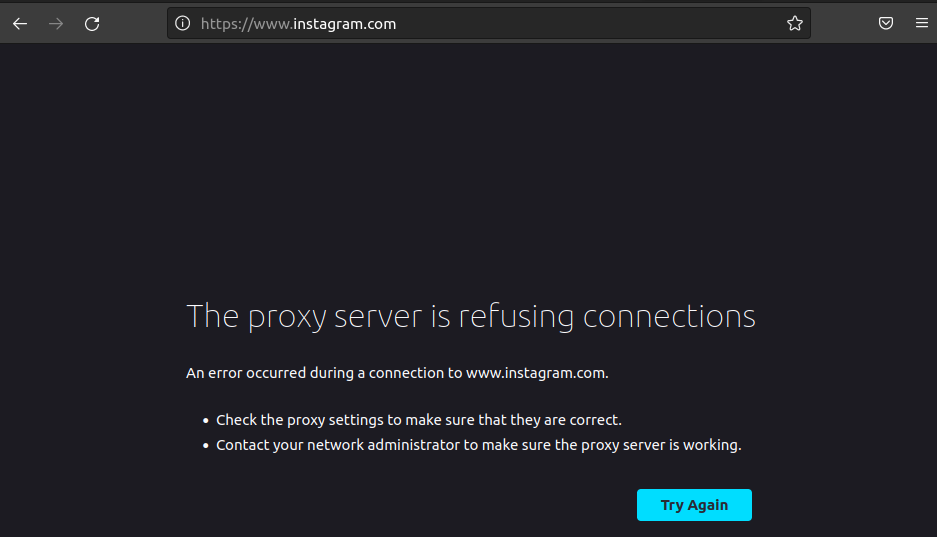 https://www.instagram.com
The proxy server is refusing connections
An error occurred during a connection to www.instagram.com.
• Check the proxy settings to make sure that they are correct.
• Contact your network administrator to make sure the proxy server is working.
Try Again